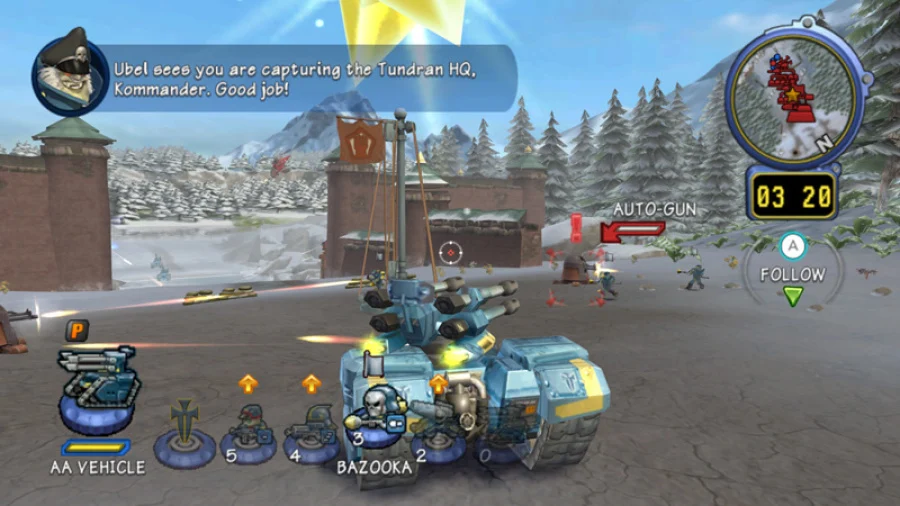 Ubel sees you are capturing the Tundran HQ,
Kommander. Good job!
N
03 20
AUTO-GUN
A
FOLLOW
P
5
4
3
2
0
AA VEHICLE
BAZOOKA